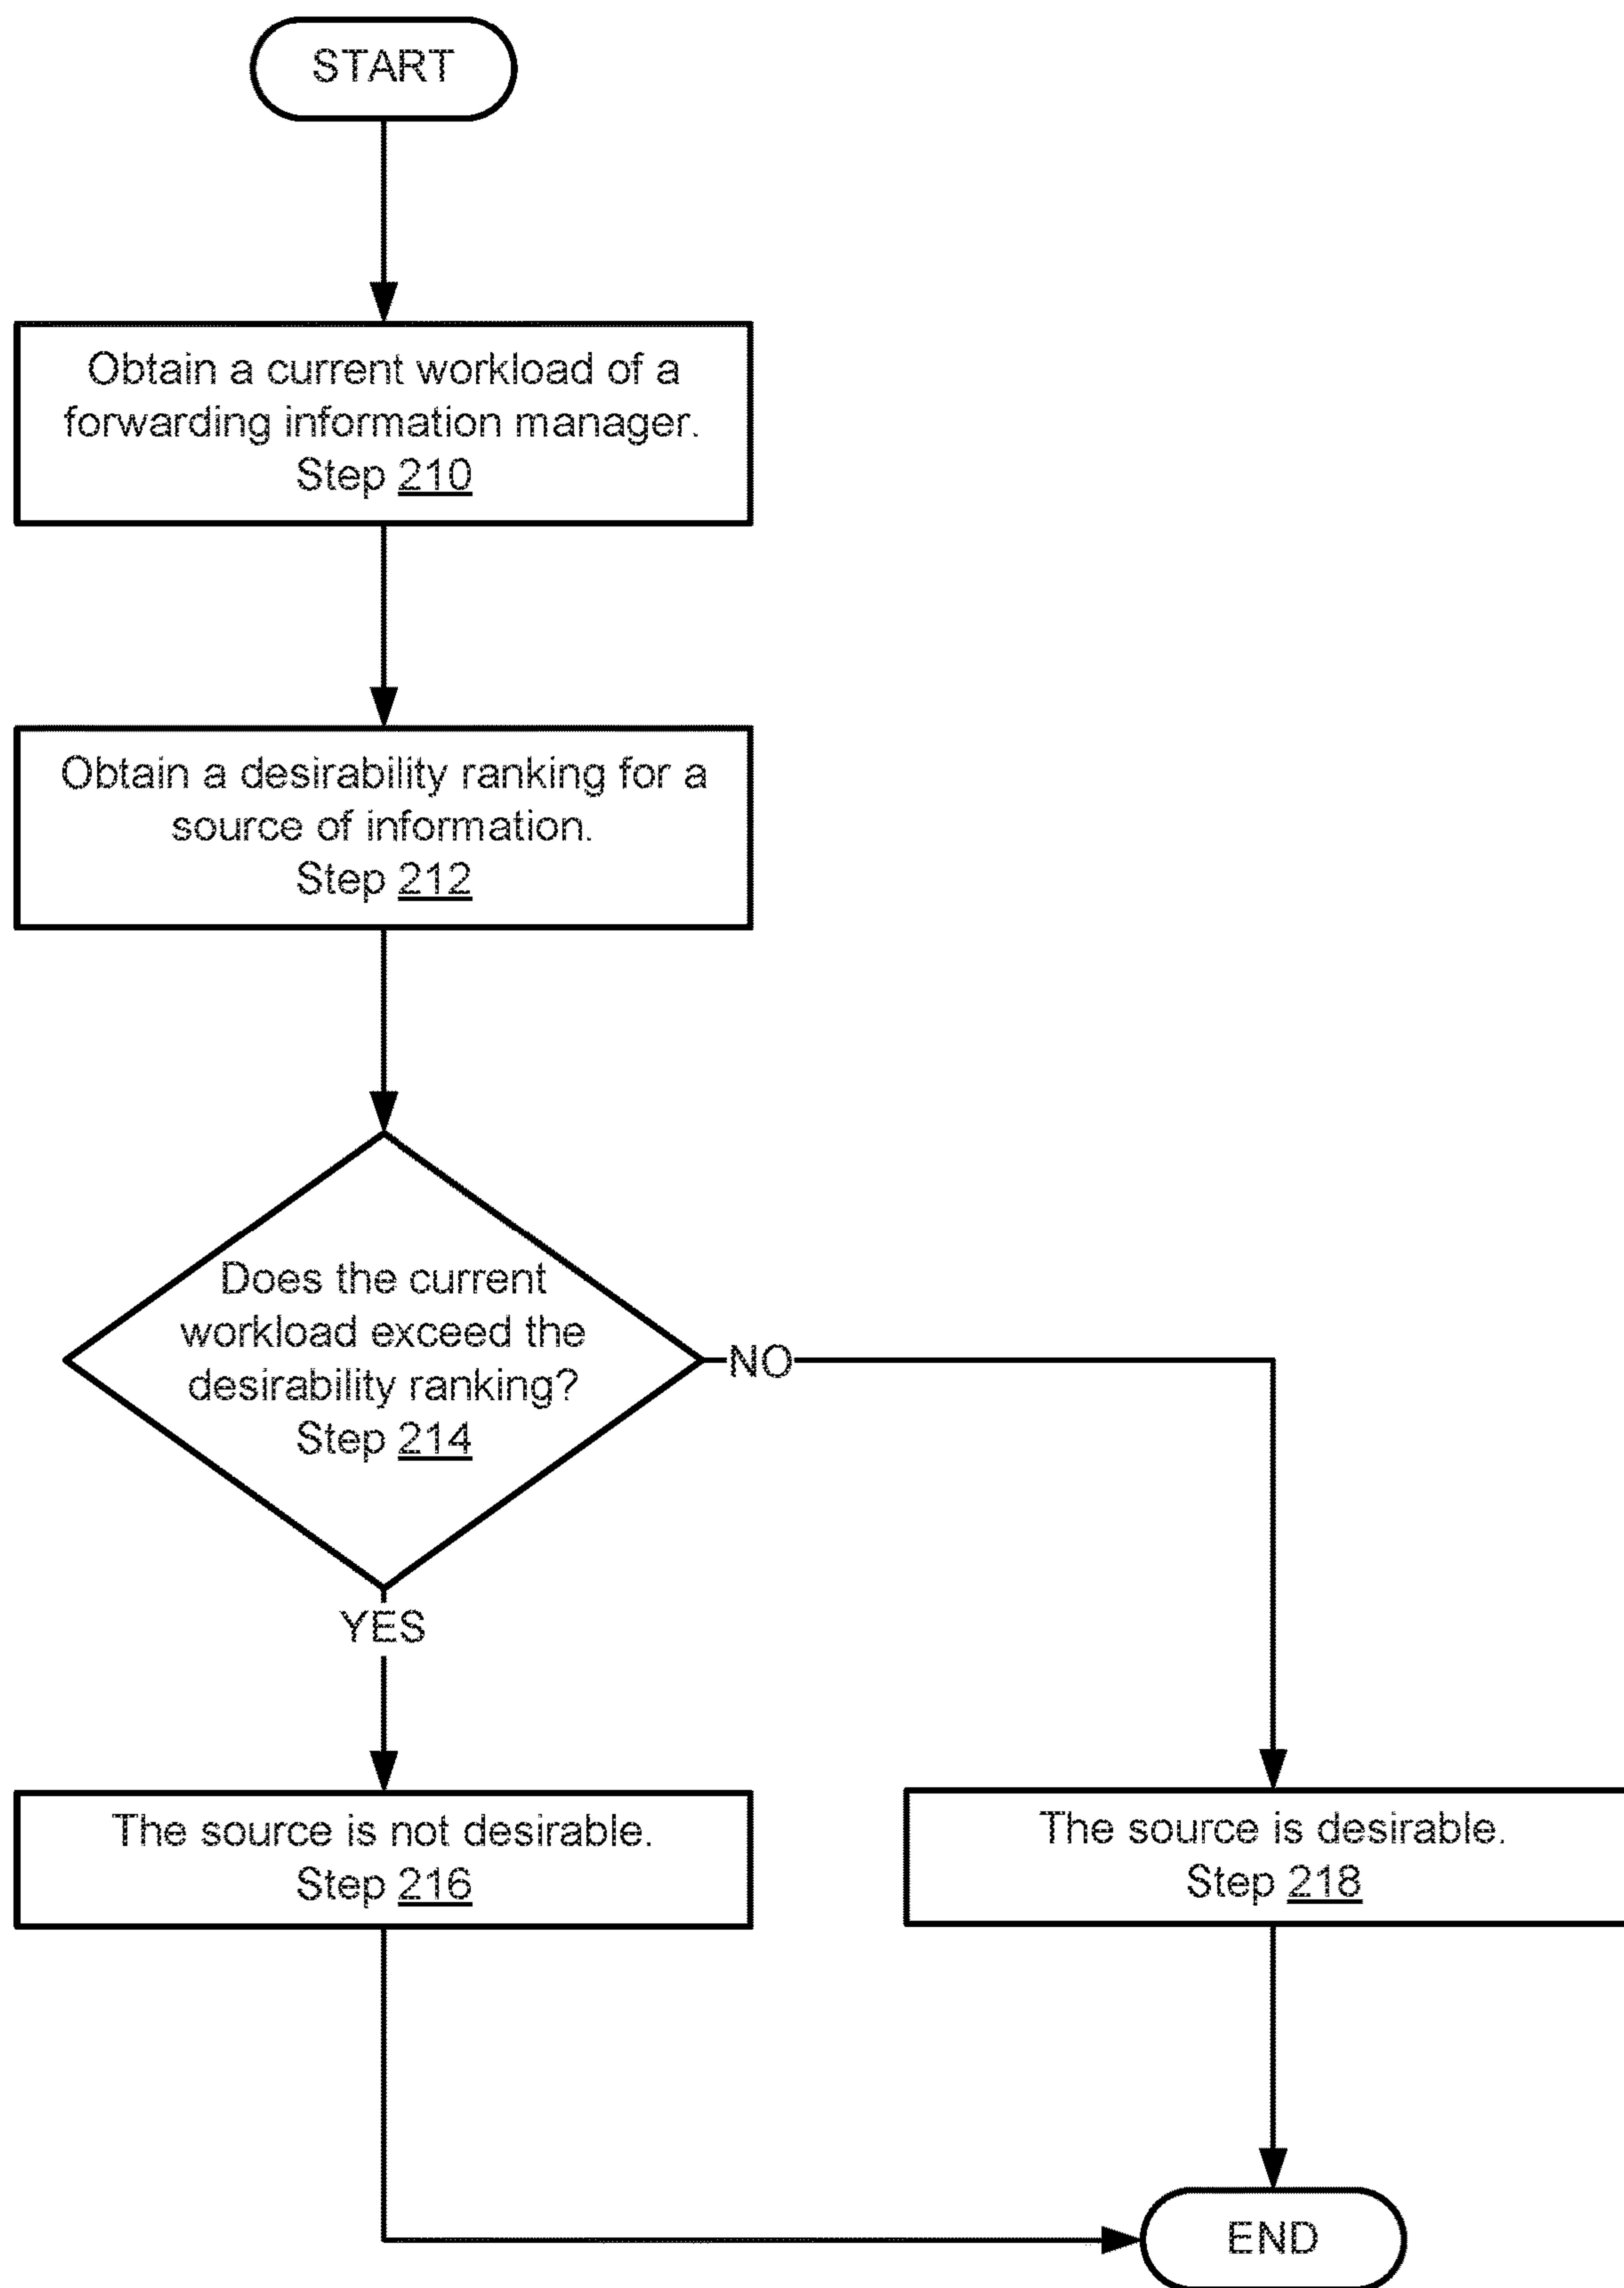 START
Obtain a current workload of a
forwarding information manager.
Step 210
Obtain a desirability ranking for a
source of information.
Step 212
Does the current
workload exceed the
desirability ranking?
Step 214
NO
YES
The source is not desirable.
Step 216
The source is desirable.
Step 218
END